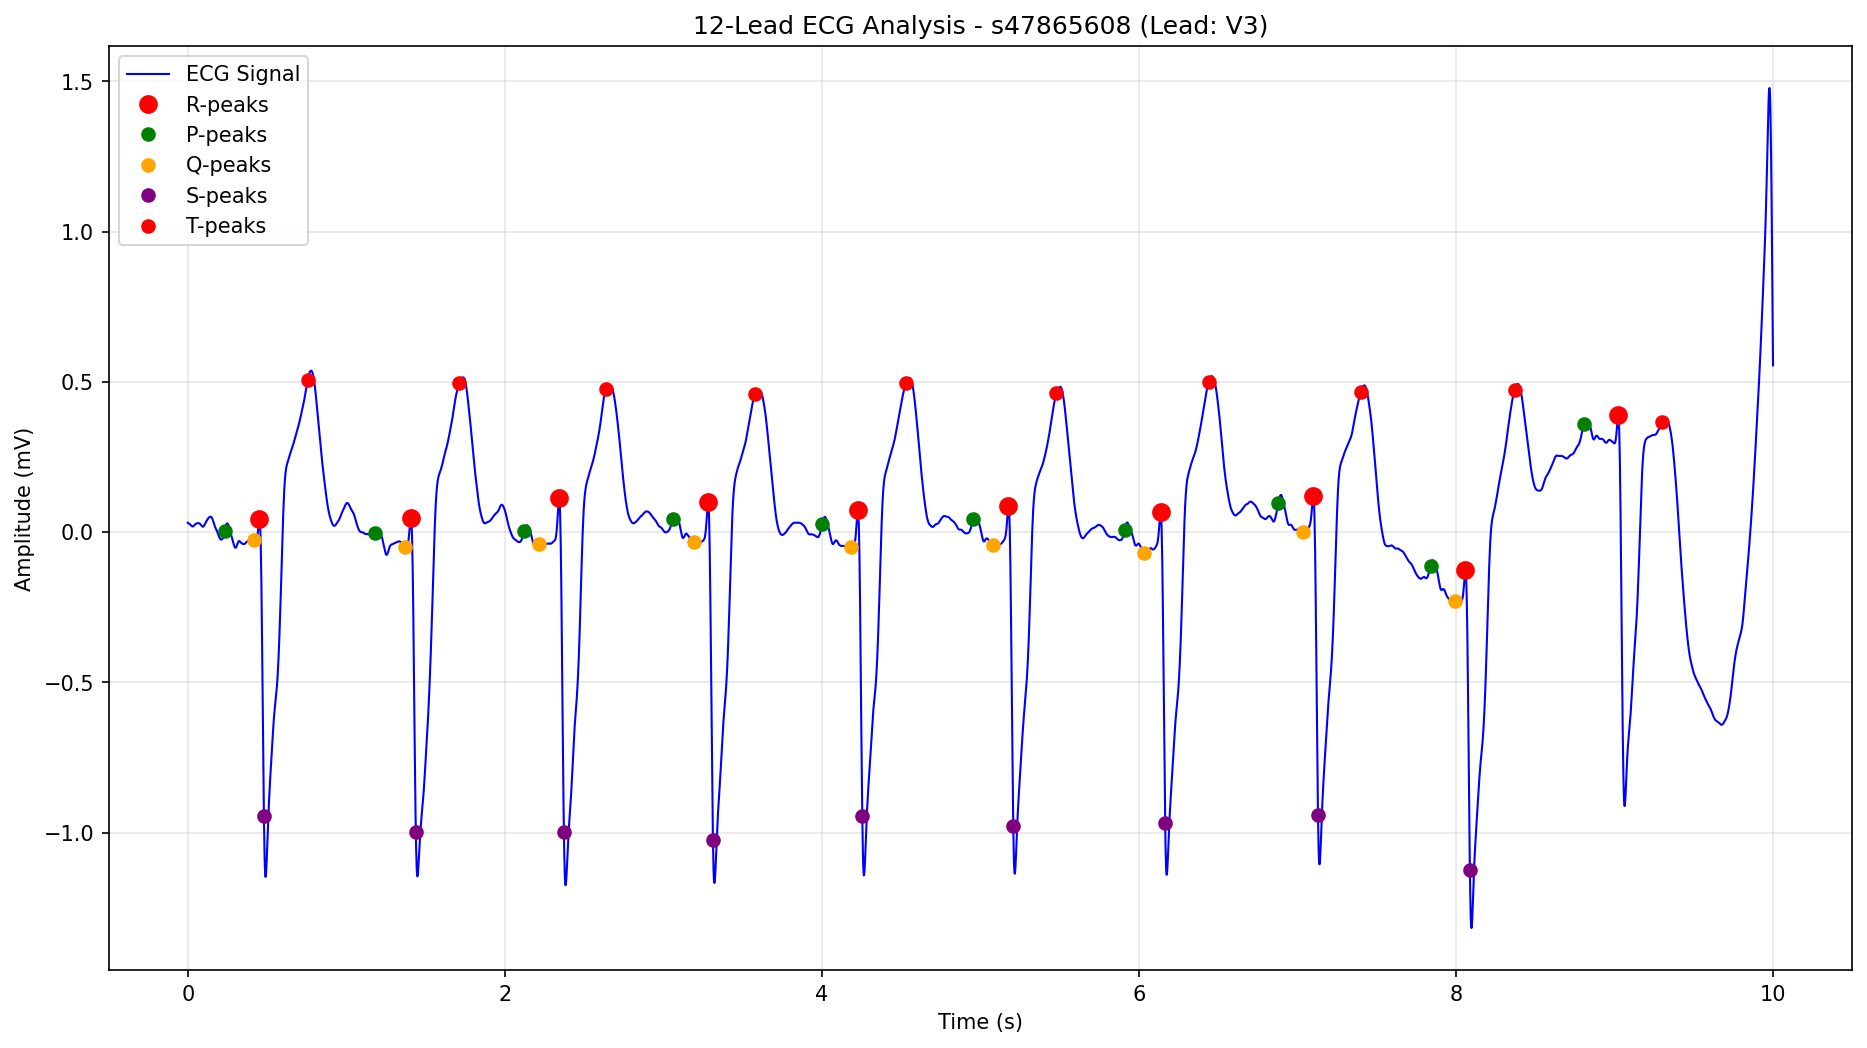 12-Lead ECG Analysis - s47865608 (Lead: V3)
ECG Signal
R-peaks
P-peaks
Q-peaks
S-peaks
T-peaks
1.5
1.0
0.5
0.0
−0.5
−1.0
Amplitude (mV)
0 2 4 6 8 10
Time (s)